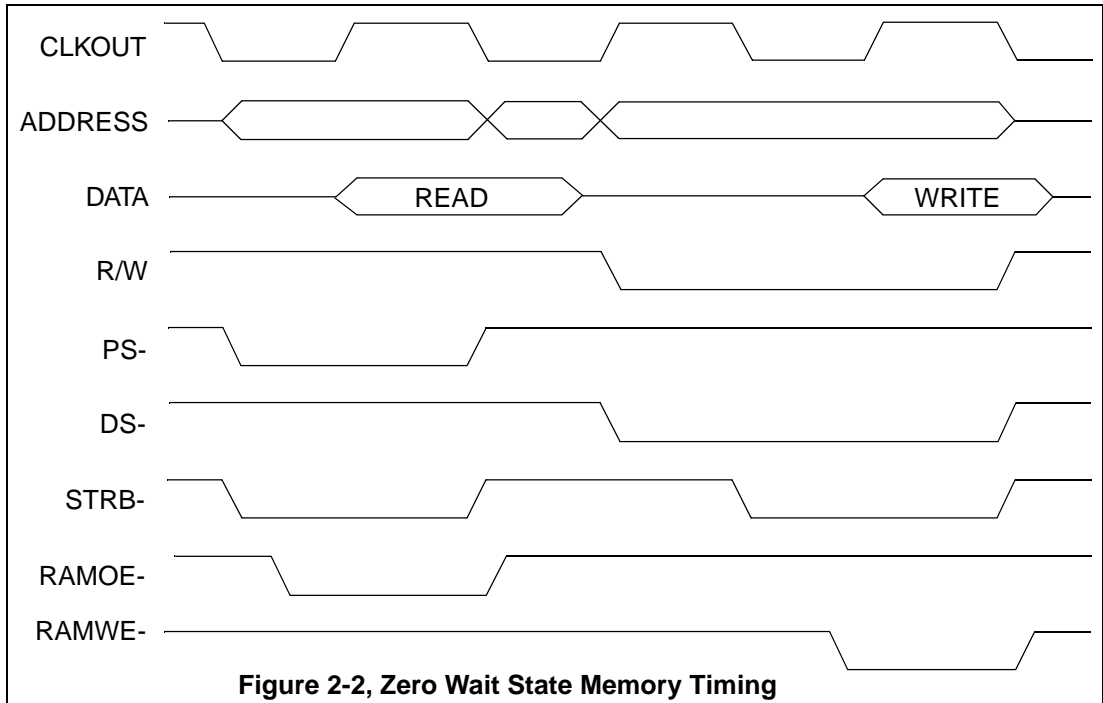 CLKOUT
ADDRESS
DATA
READ
WRITE
R/W
PS-
DS-
STRB-
RAMOE-
RAMWE-
Figure 2-2, Zero Wait State Memory Timing